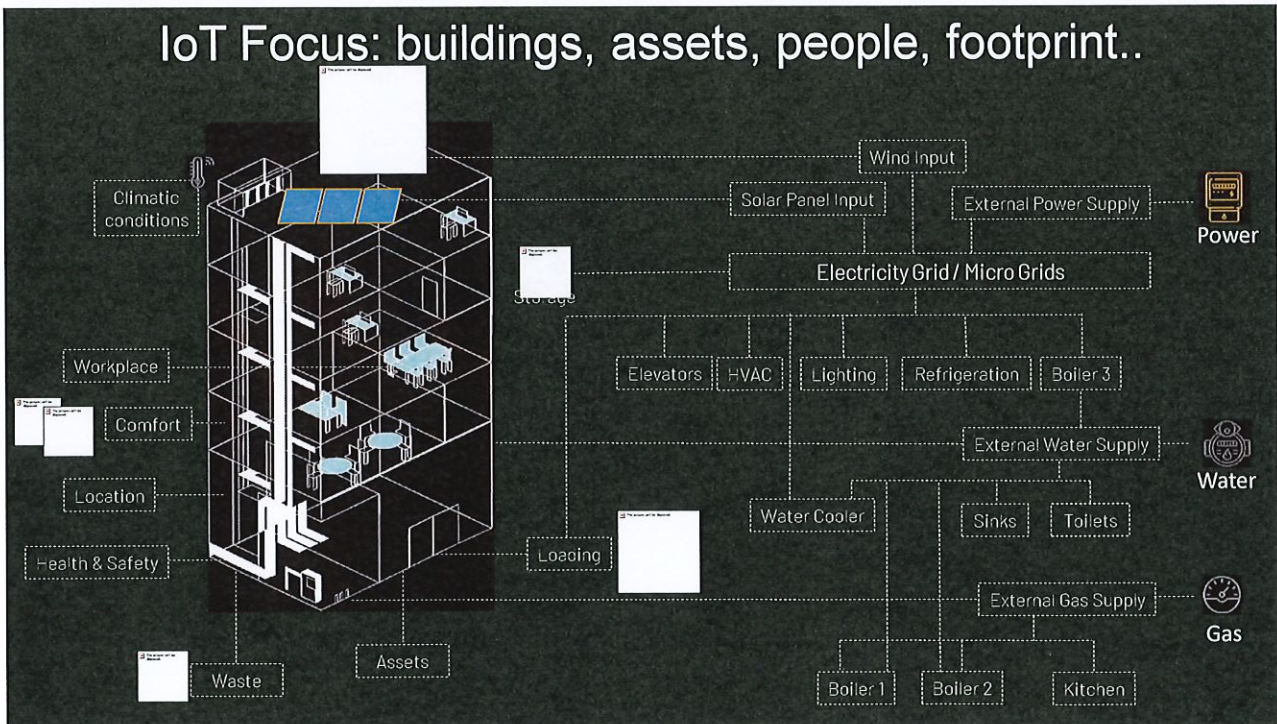 IoT Focus: buildings, assets, people, footprint..
Climatic
conditions
Wind Input
Solar Panel Input
External Power Supply
Power
Electricity Grid / Micro Grids
Storage
Workplace
Elevators
HVAC
Lighting
Refrigeration
Boiler 3
Comfort
External Water Supply
Water
Location
Water Cooler
Sinks
Toilets
Health & Safety
Loading
External Gas Supply
Gas
Assets
Waste
Boiler 1
Boiler 2
Kitchen